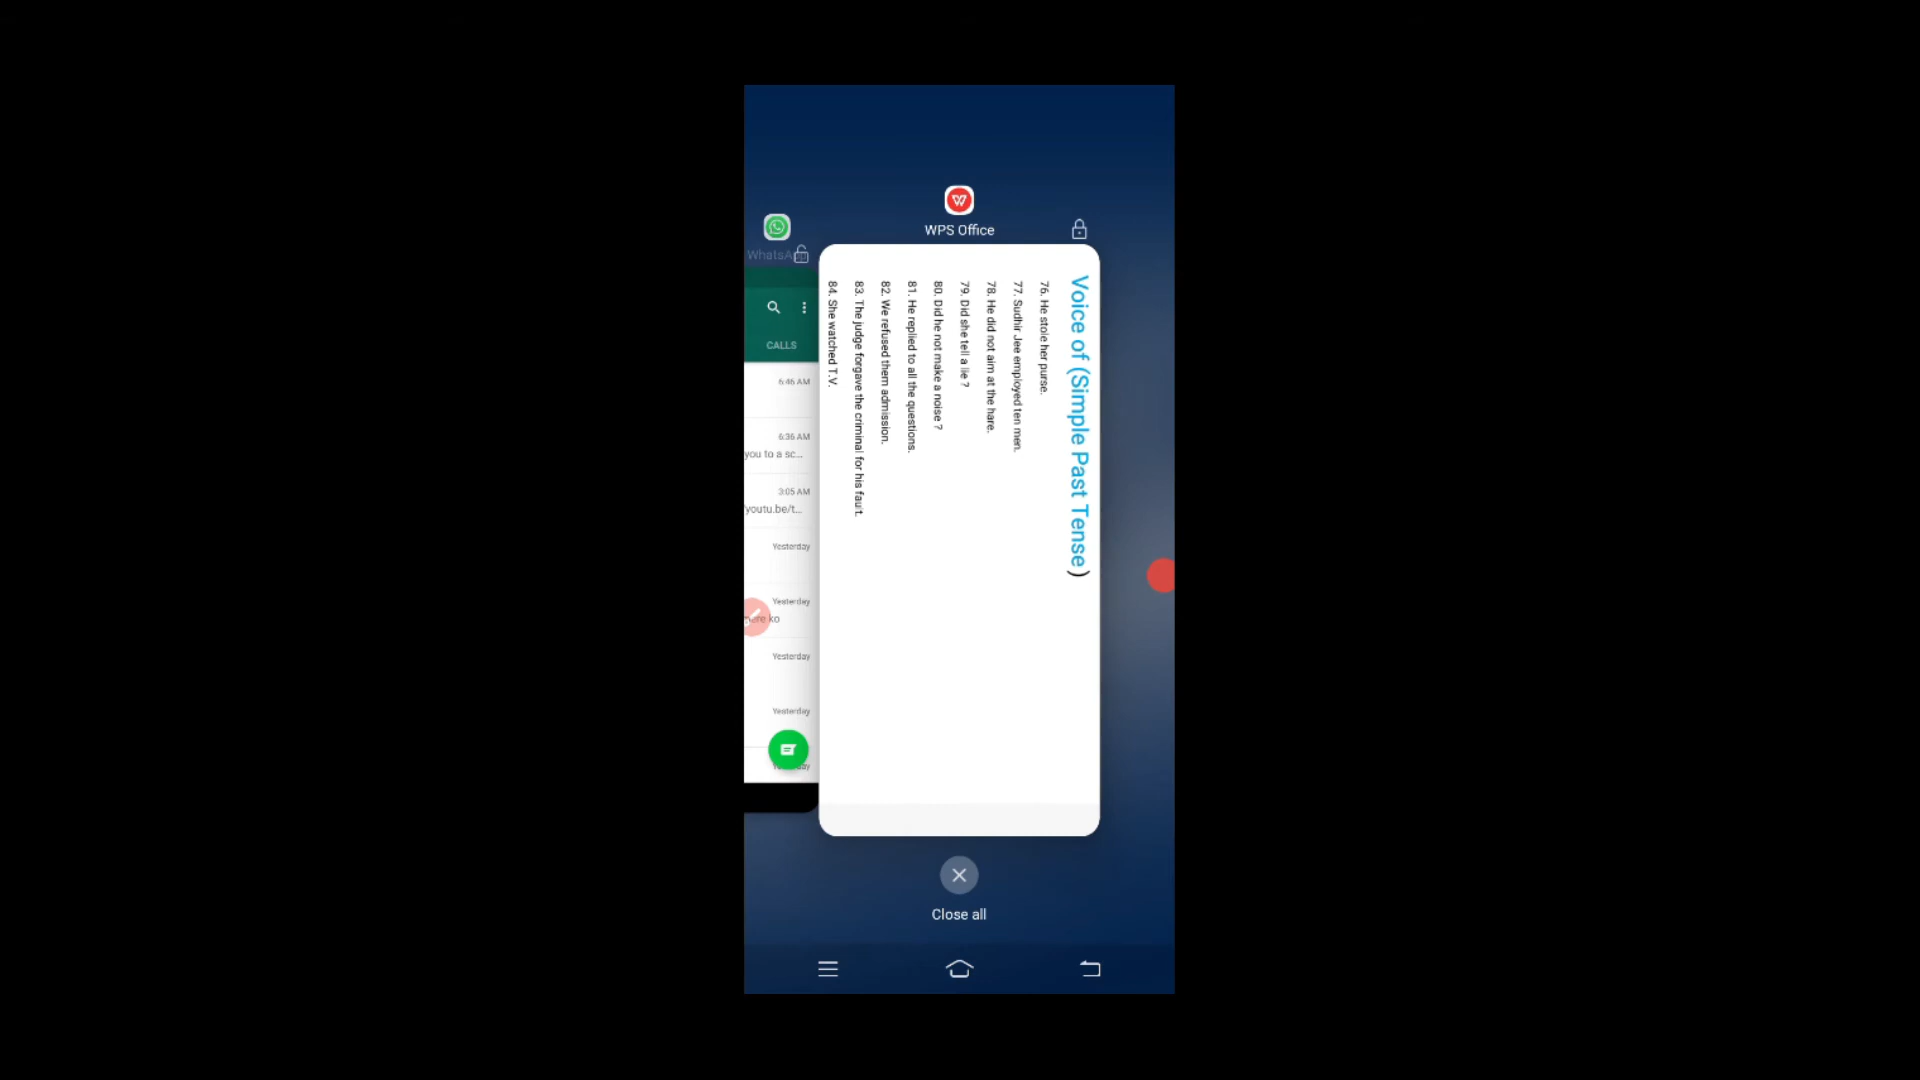 WPS Office
WhatsApp
CALLS
6:46 AM
6:36 AM
you to a sc...
3:05 AM
youtu.be/t...
Yesterday
Yesterday
ko
Yesterday
Yesterday
Voice of (Simple Past Tense)
76. He stole her purse.
77. Sudhir Jee employed ten men.
78. He did not aim at the hare.
79. Did she tell a lie ?
80. Did he not make a noise ?
81. He replied to all the questions.
82. We refused them admission.
83. The judge forgave the criminal for his fault.
84. She watched T.V.
Close all